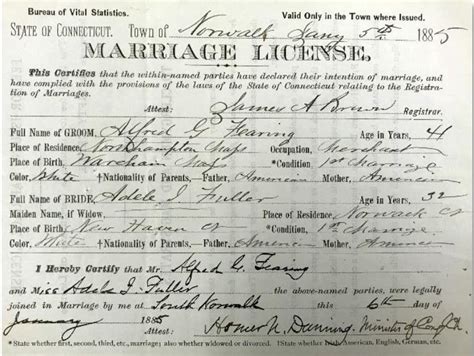 Bureau of Vital Statistics. Valid Only in the Town where Issued.
STATE OF CONNECTICUT. Town of Norwalk Jany 5th 1885
MARRIAGE LICENSE.
This Certifies that the within-named parties have declared their intention of marriage, and
have complied with the provisions of the laws of the State of Connecticut relating to the Registra-
tion of Marriages.
Attest: James A Brown Registrar.
Full Name of GROOM, Alfred G Fearing Age in Years, 41
Place of Residence, Northampton Mass Occupation, Merchant
Place of Birth, Wareham Mass *Condition, 1st Marriage
Color, White †Nationality of Parents,-Father, American Mother, American
Full Name of BRIDE, Adele I. Fuller Age in Years, 32
Maiden Name, if Widow, Place of Residence, Norwalk Ct
Place of Birth, New Haven Ct *Condition, 1st Marriage
Color, White †Nationality of Parents,-Father, American Mother, American
I Hereby Certify that Mr. Alfred G. Fearing
and Miss Adele I. Fuller the above-named parties, were legally
joined in Marriage by me at South Norwalk this 6th day of
January 1885 Homer N. Dunning, Minister of Cong. Ch.
*State whether first, second, third, etc., marriage; also whether widowed or divorced. †State whether Irish, American, English, German, etc.